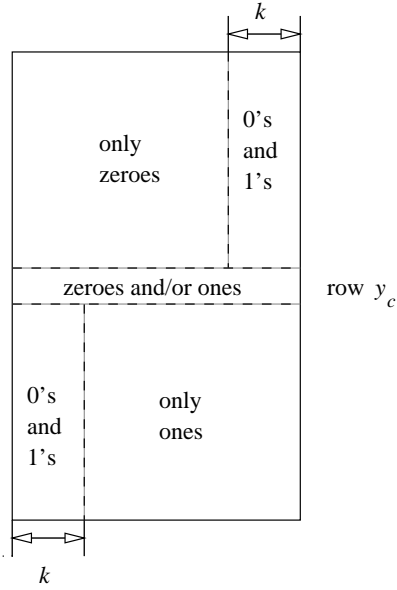 k
0's
and
1's
only
zeroes
zeroes and/or ones
row y_c
0's
and
1's
only
ones
k